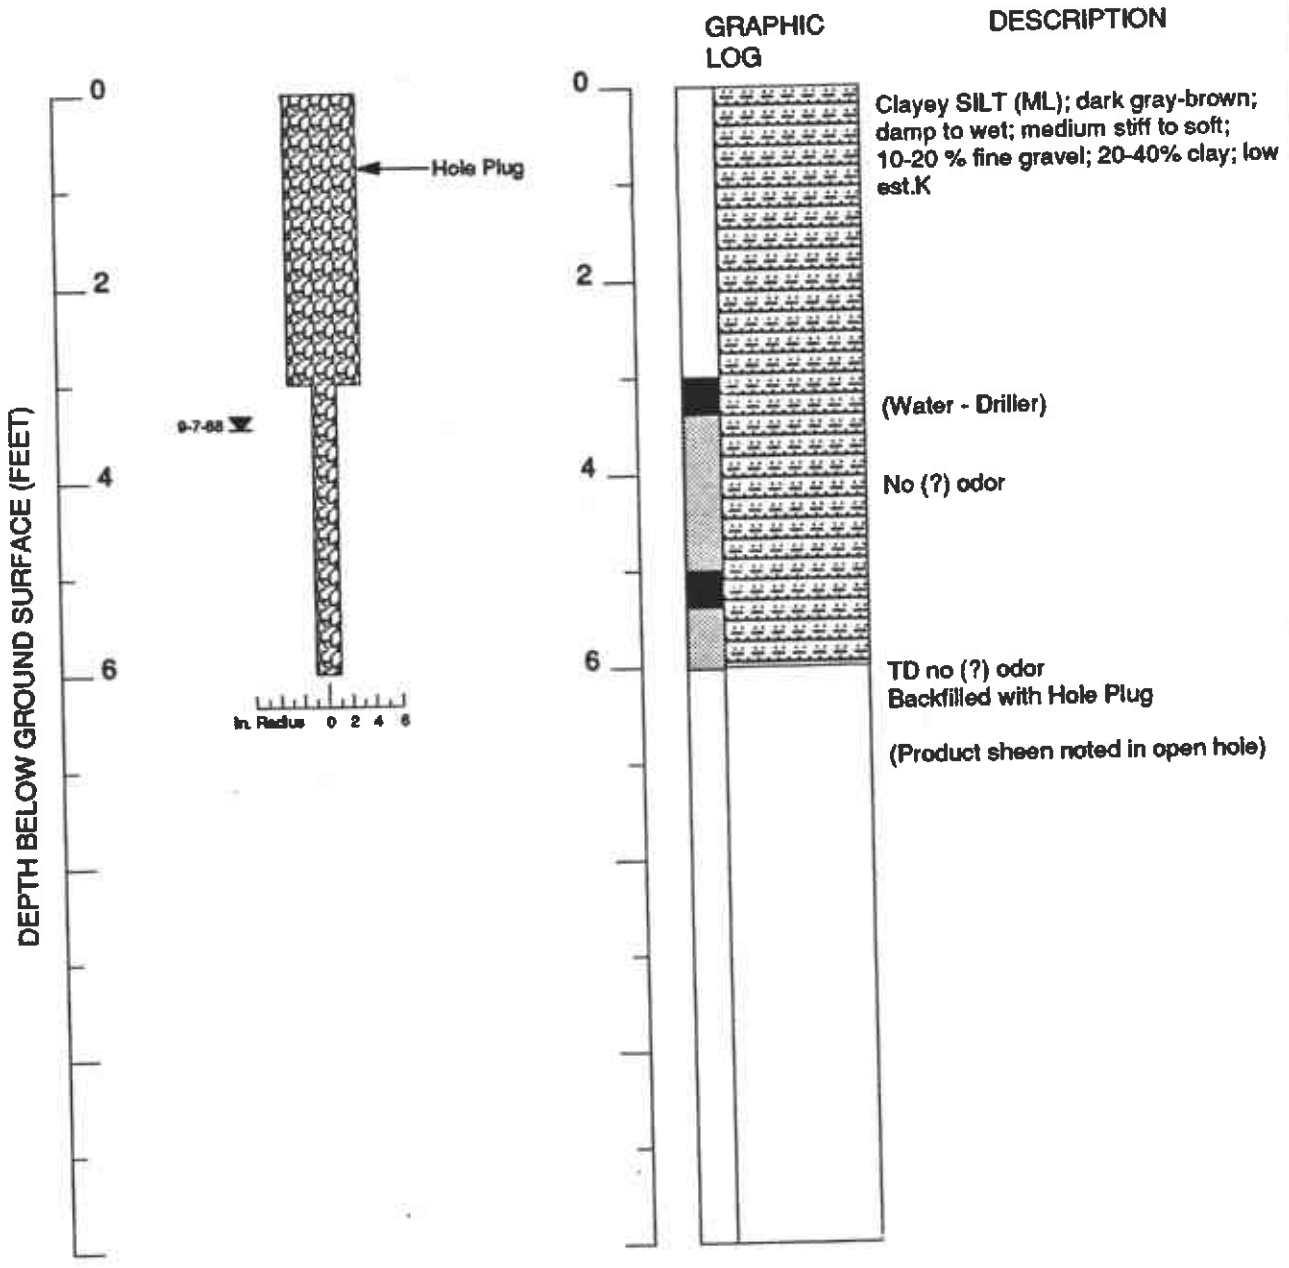 GRAPHIC
LOG
DESCRIPTION
DEPTH BELOW GROUND SURFACE (FEET)
0
2
4
6
Hole Plug
9-7-88
In. Radius 0 2 4 6
0
2
4
6
Clayey SILT (ML); dark gray-brown;
damp to wet; medium stiff to soft;
10-20 % fine gravel; 20-40% clay; low
est.K
(Water - Driller)
No (?) odor
TD no (?) odor
Backfilled with Hole Plug
(Product sheen noted in open hole)